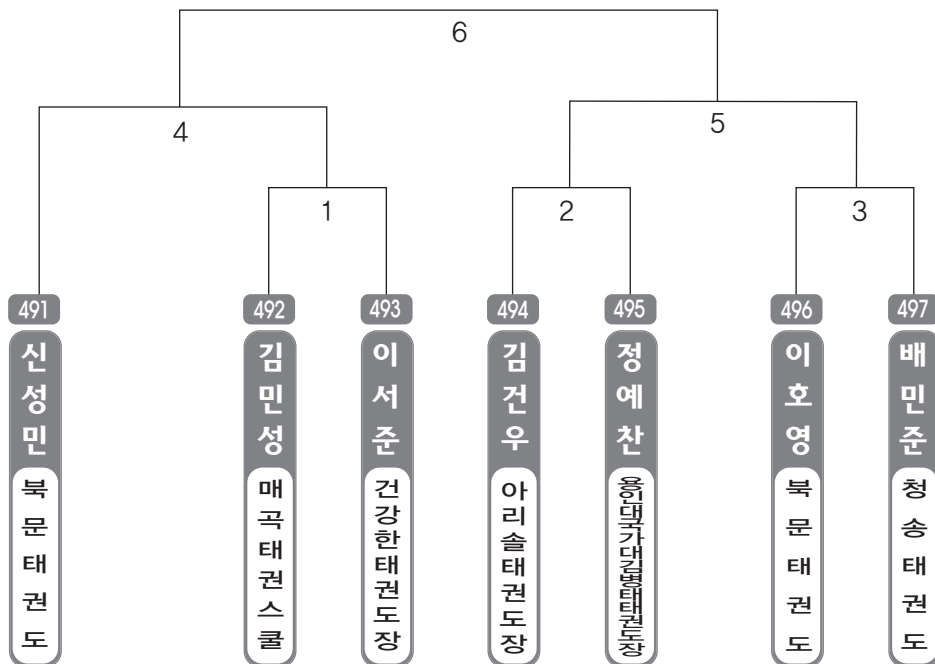 6
4
5
1
2
3
491
492
493
494
495
496
497
신성민
김민성
이서준
김건우
정예찬
이호영
배민준
북문태권도
매곡태권스쿨
건강한태권도장
아리솔태권도장
용인대국가대김병태태권도장
북문태권도
청송태권도